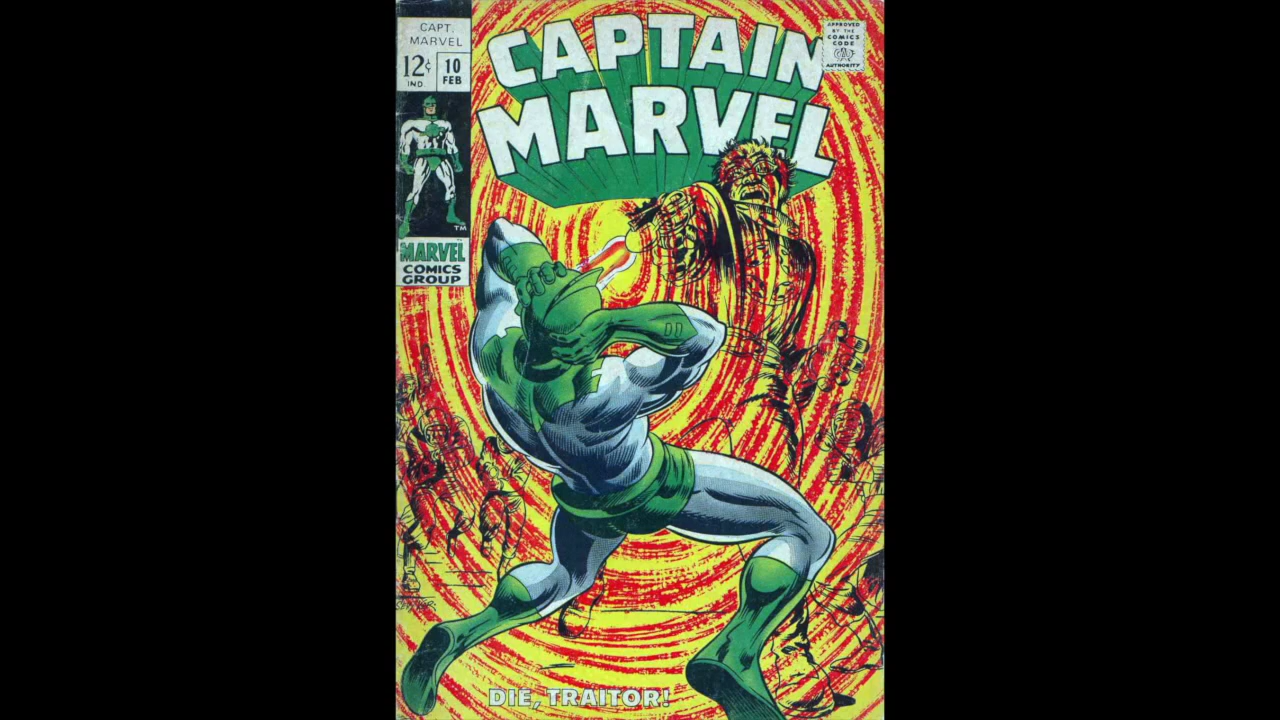 CAPT.
MARVEL
12¢
IND
10
FEB
TM
MARVEL
COMICS
GROUP
CAPTAIN
MARVEL
APPROVED
BY THE
COMICS
CODE
AUTHORITY
DIE, TRAITOR!